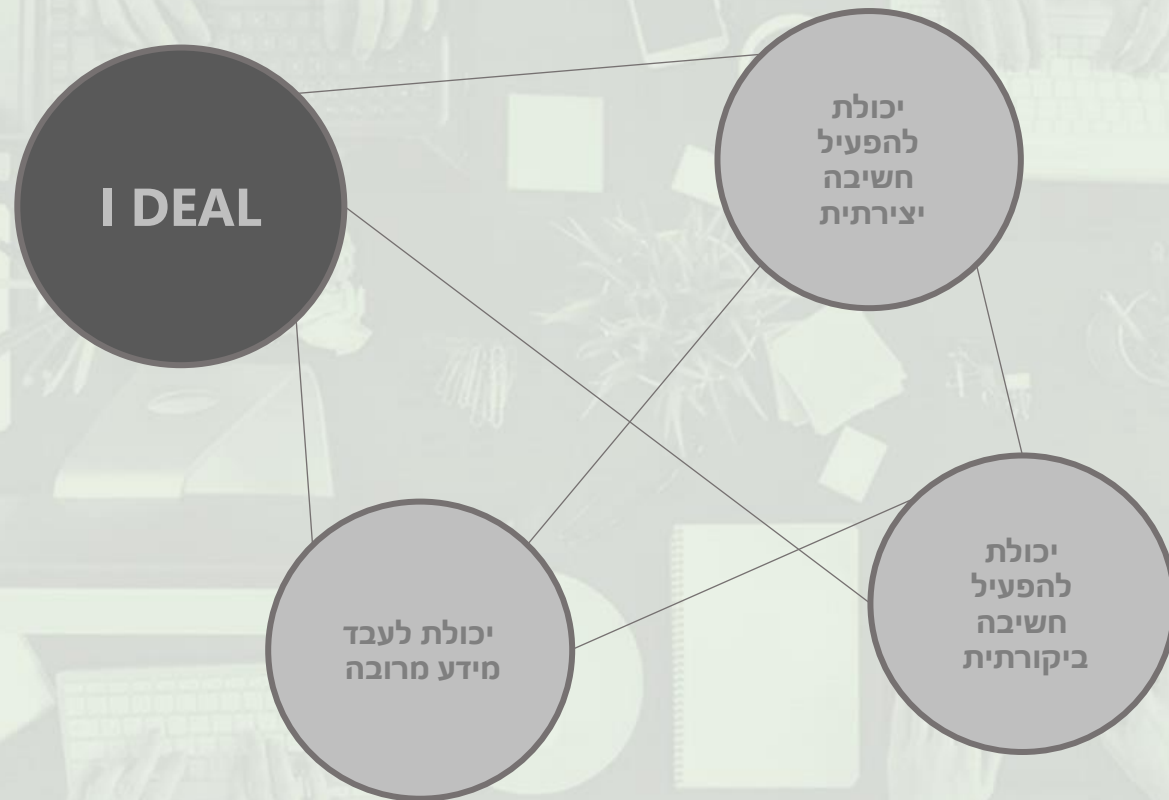 I DEAL
יכולת
להפעיל
חשיבה
יצירתית
יכולת
להפעיל
חשיבה
ביקורתית
יכולת לעבד
מידע מרובה